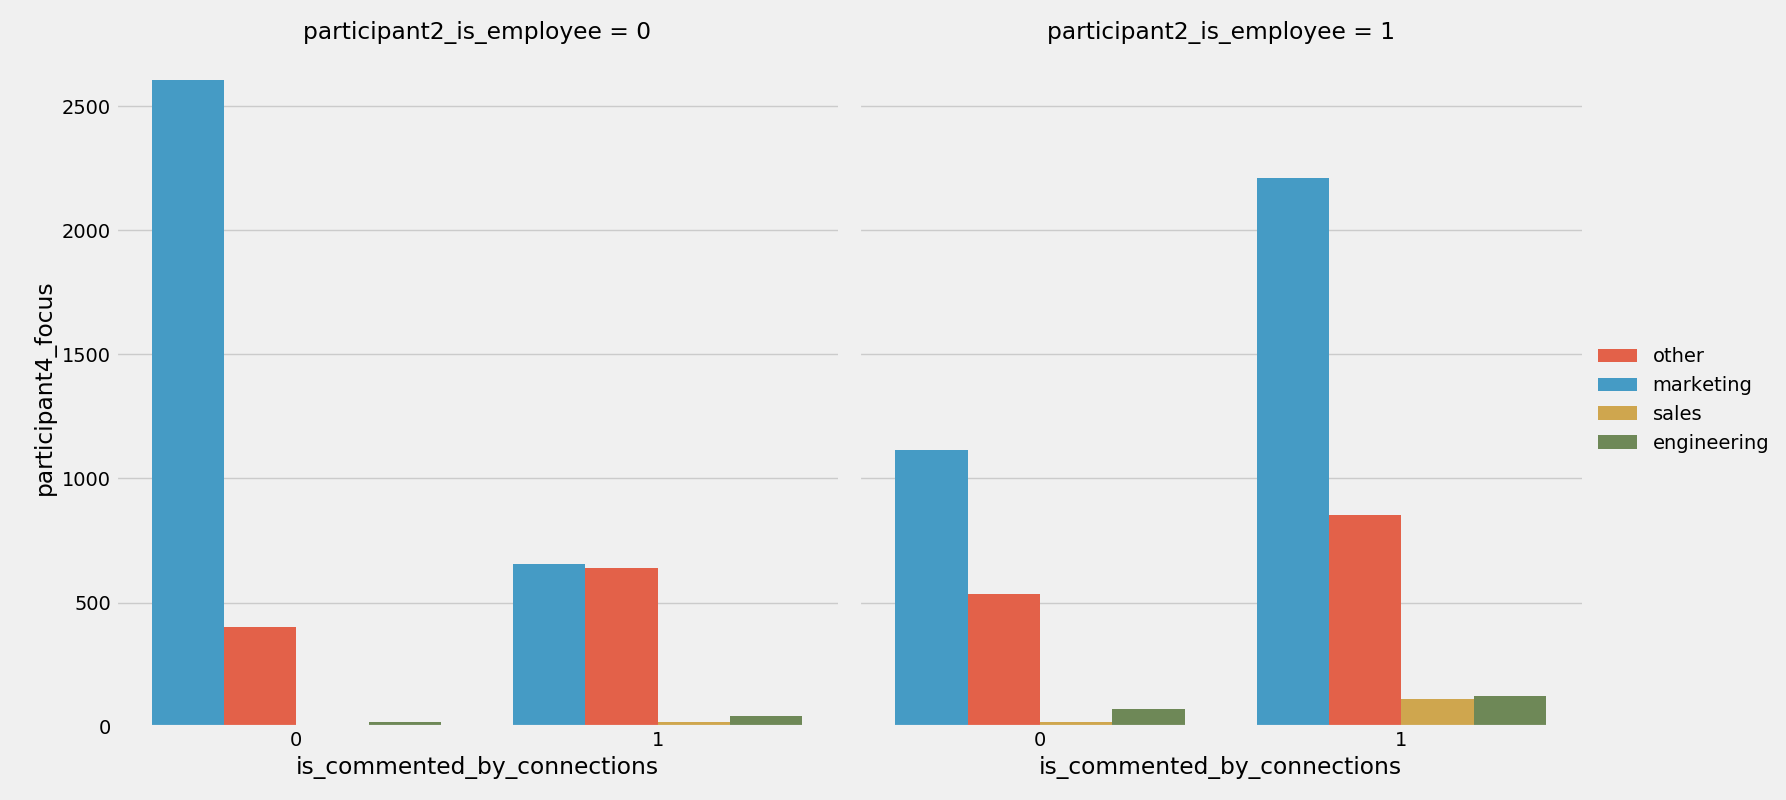 participant2_is_employee = 0
participant2_is_employee = 1
participant4_focus
2500
2000
1500
1000
500
0
0
1
0
1
is_commented_by_connections
is_commented_by_connections
other
marketing
sales
engineering